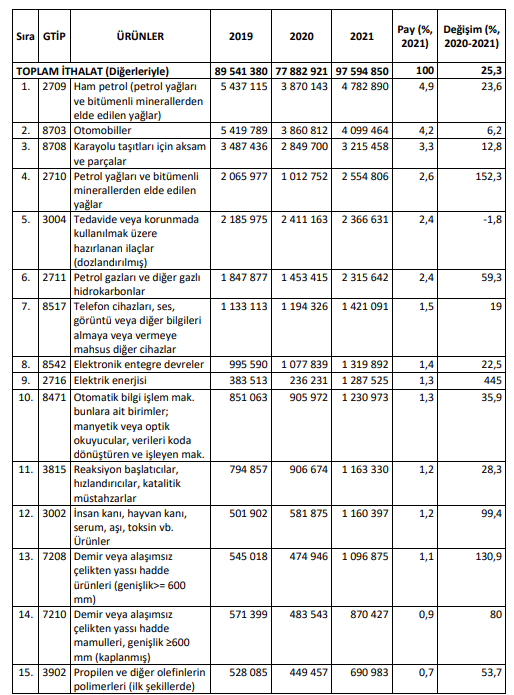 Sıra GTİP ÜRÜNLER 2019 2020 2021 Pay (%, 2021) Değişim (%, 2020-2021)
TOPLAM İTHALAT (Diğerleriyle) 89 541 380 77 882 921 97 594 850 100 25,3
1. 2709 Ham petrol (petrol yağları 5 437 115 3 870 143 4 782 890 4,9 23,6
ve bitümenli minerallerden
elde edilen yağlar)
2. 8703 Otomobiller 5 419 789 3 860 812 4 099 464 4,2 6,2
3. 8708 Karayolu taşıtları için aksam 3 487 436 2 849 700 3 215 458 3,3 12,8
ve parçalar
4. 2710 Petrol yağları ve bitümenli 2 065 977 1 012 752 2 554 806 2,6 152,3
minerallerden elde edilen
yağlar
5. 3004 Tedavide veya korunmada 2 185 975 2 411 163 2 366 631 2,4 -1,8
kullanılmak üzere
hazırlanan ilaçlar
(dozlandırılmış)
6. 2711 Petrol gazları ve diğer gazlı 1 847 877 1 453 415 2 315 642 2,4 59,3
hidrokarbonlar
7. 8517 Telefon cihazları, ses, 1 133 113 1 194 326 1 421 091 1,5 19
görüntü veya diğer bilgileri
almaya veya vermeye
mahsus diğer cihazlar
8. 8542 Elektronik entegre devreler 995 590 1 077 839 1 319 892 1,4 22,5
9. 2716 Elektrik enerjisi 383 513 236 231 1 287 525 1,3 445
10. 8471 Otomatik bilgi işlem mak. 851 063 905 972 1 230 973 1,3 35,9
bunlara ait birimler;
manyetik veya optik
okuyucular, verileri koda
dönüştüren ve işleyen mak.
11. 3815 Reaksiyon başlatıcılar, 794 857 906 674 1 163 330 1,2 28,3
hızlandırıcılar, katalitik
müstahzarlar
12. 3002 İnsan kanı, hayvan kanı, 501 902 581 875 1 160 397 1,2 99,4
serum, aşı, toksin vb.
Ürünler
13. 7208 Demir veya alaşımsız 545 018 474 946 1 096 875 1,1 130,9
çelikten yassı hadde
ürünleri (genişlik>= 600
mm)
14. 7210 Demir veya alaşımsız 571 399 483 543 870 427 0,9 80
çelikten yassı hadde
mamulleri, genişlik ≥600
mm (kaplanmış)
15. 3902 Propilen ve diğer olefinlerin 528 085 449 457 690 983 0,7 53,7
polimerleri (ilk şekillerde)